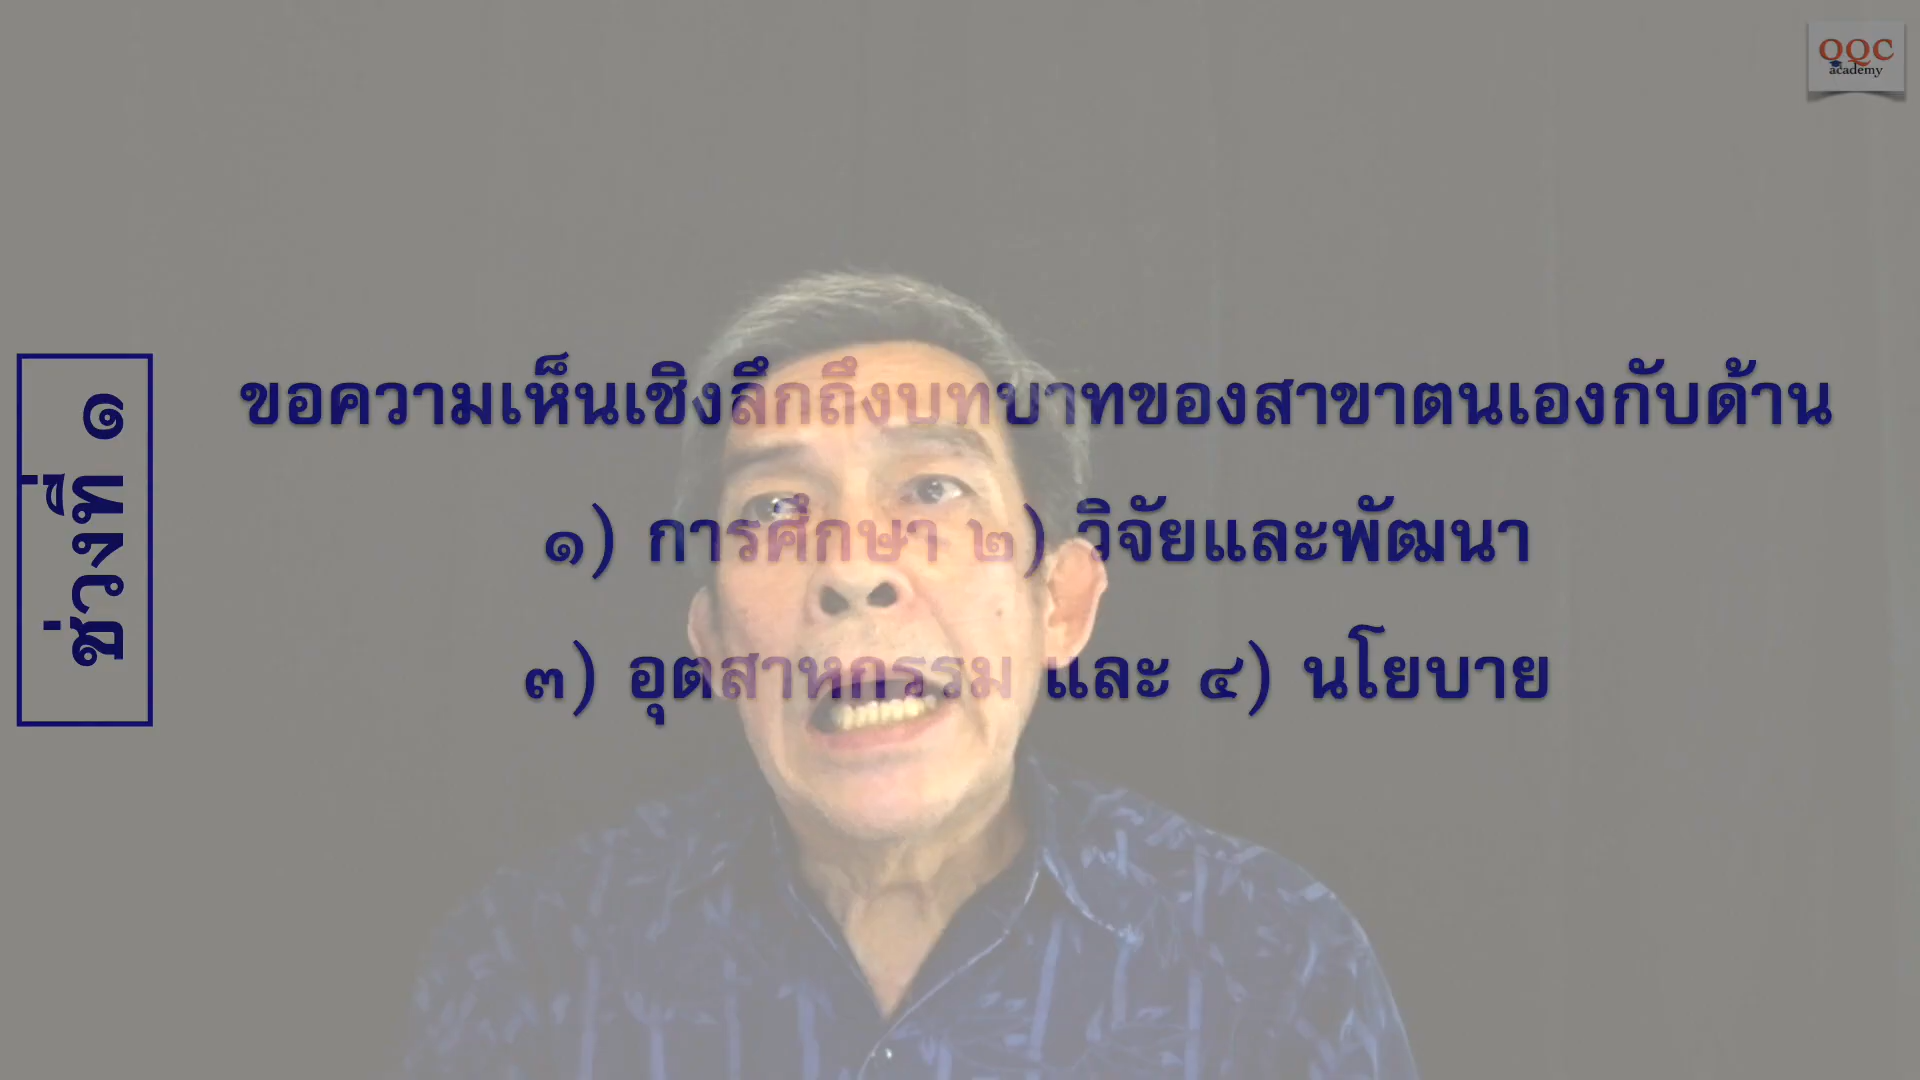 ช่วงที่ ๑
ขอความเห็นเชิงลึกถึงบทบาทของสาขาตนเองกับด้าน
๑) การศึกษา ๒) วิจัยและพัฒนา
๓) อุตสาหกรรม และ ๔) นโยบาย
OQC
academy